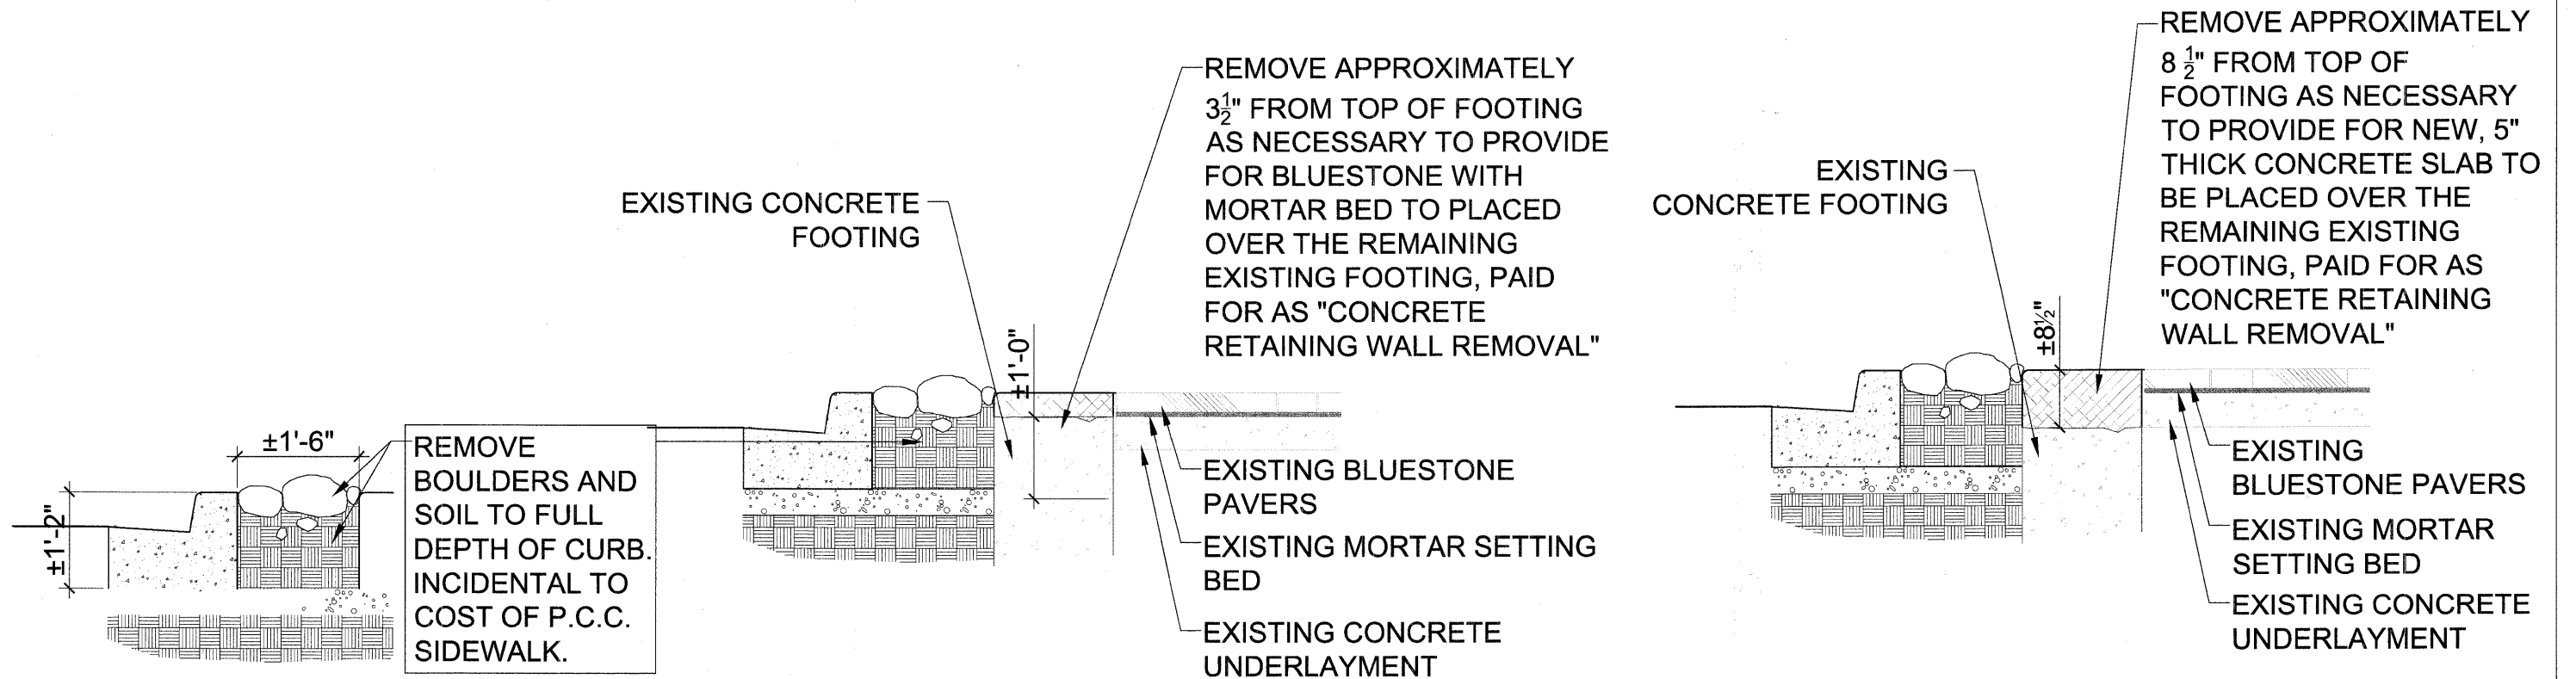 ±1'-6"
±1'-2"
REMOVE
BOULDERS AND
SOIL TO FULL
DEPTH OF CURB.
INCIDENTAL TO
COST OF P.C.C.
SIDEWALK.
EXISTING CONCRETE
FOOTING
REMOVE APPROXIMATELY
3 1/2" FROM TOP OF FOOTING
AS NECESSARY TO PROVIDE
FOR BLUESTONE WITH
MORTAR BED TO PLACED
OVER THE REMAINING
EXISTING FOOTING, PAID
FOR AS "CONCRETE
RETAINING WALL REMOVAL"
±1'-0"
EXISTING BLUESTONE
PAVERS
EXISTING MORTAR SETTING
BED
EXISTING CONCRETE
UNDERLAYMENT
EXISTING
CONCRETE FOOTING
REMOVE APPROXIMATELY
8 1/2" FROM TOP OF
FOOTING AS NECESSARY
TO PROVIDE FOR NEW, 5"
THICK CONCRETE SLAB TO
BE PLACED OVER THE
REMAINING EXISTING
FOOTING, PAID FOR AS
"CONCRETE RETAINING
WALL REMOVAL"
±8½"
EXISTING
BLUESTONE PAVERS
EXISTING MORTAR
SETTING BED
EXISTING CONCRETE
UNDERLAYMENT